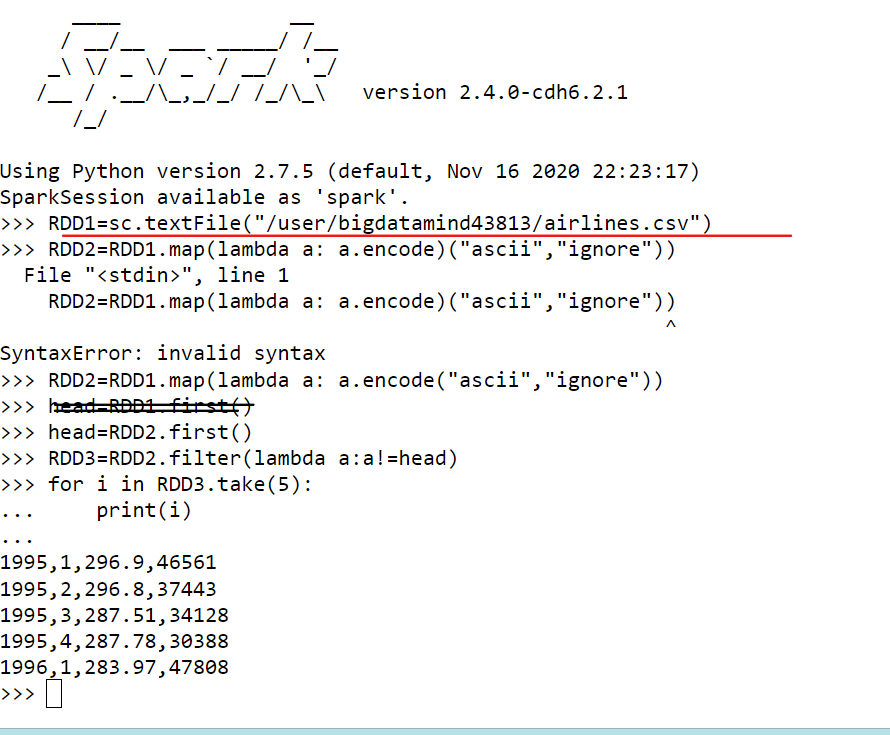 ____              __
     / __/__  ___ _____/ /__
    _\ \/ _ \/ _ `/ __/  '_/
   /__ / .__/\_,_/_/ /_/\_\   version 2.4.0-cdh6.2.1
      /_/
Using Python version 2.7.5 (default, Nov 16 2020 22:23:17)
SparkSession available as 'spark'.
>>> RDD1=sc.textFile("/user/bigdatamind43813/airlines.csv")
>>> RDD2=RDD1.map(lambda a: a.encode)("ascii","ignore"))
  File "<stdin>", line 1
    RDD2=RDD1.map(lambda a: a.encode)("ascii","ignore"))
                                                       ^
SyntaxError: invalid syntax
>>> RDD2=RDD1.map(lambda a: a.encode("ascii","ignore"))
>>> head=RDD1.first()
>>> head=RDD2.first()
>>> RDD3=RDD2.filter(lambda a:a!=head)
>>> for i in RDD3.take(5):
...     print(i)
...
1995,1,296.9,46561
1995,2,296.8,37443
1995,3,287.51,34128
1995,4,287.78,30388
1996,1,283.97,47808
>>>